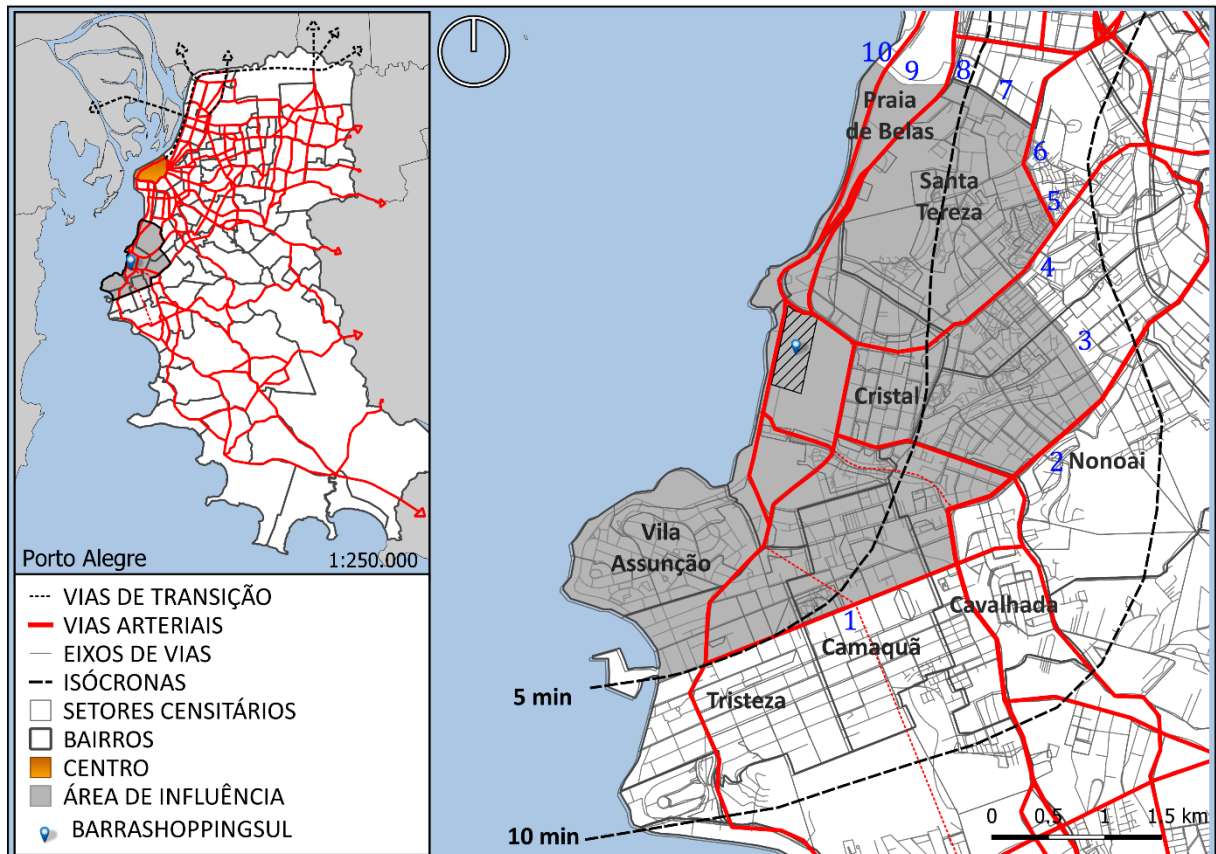 Porto Alegre 1:250.000
VIAS DE TRANSIÇÃO
VIAS ARTERIAIS
EIXOS DE VIAS
ISÓCRONAS
SETORES CENSITÁRIOS
BAIRROS
CENTRO
ÁREA DE INFLUÊNCIA
BARRASHOPPINGSUL
10
9
8
7
Praia
de Belas
6
Santa
Tereza
5
4
3
Cristal
2
Nonoai
Vila
Assunção
Cavalhada
1
Camaquã
5 min
Tristeza
10 min
0 0.5 1 1.5 km